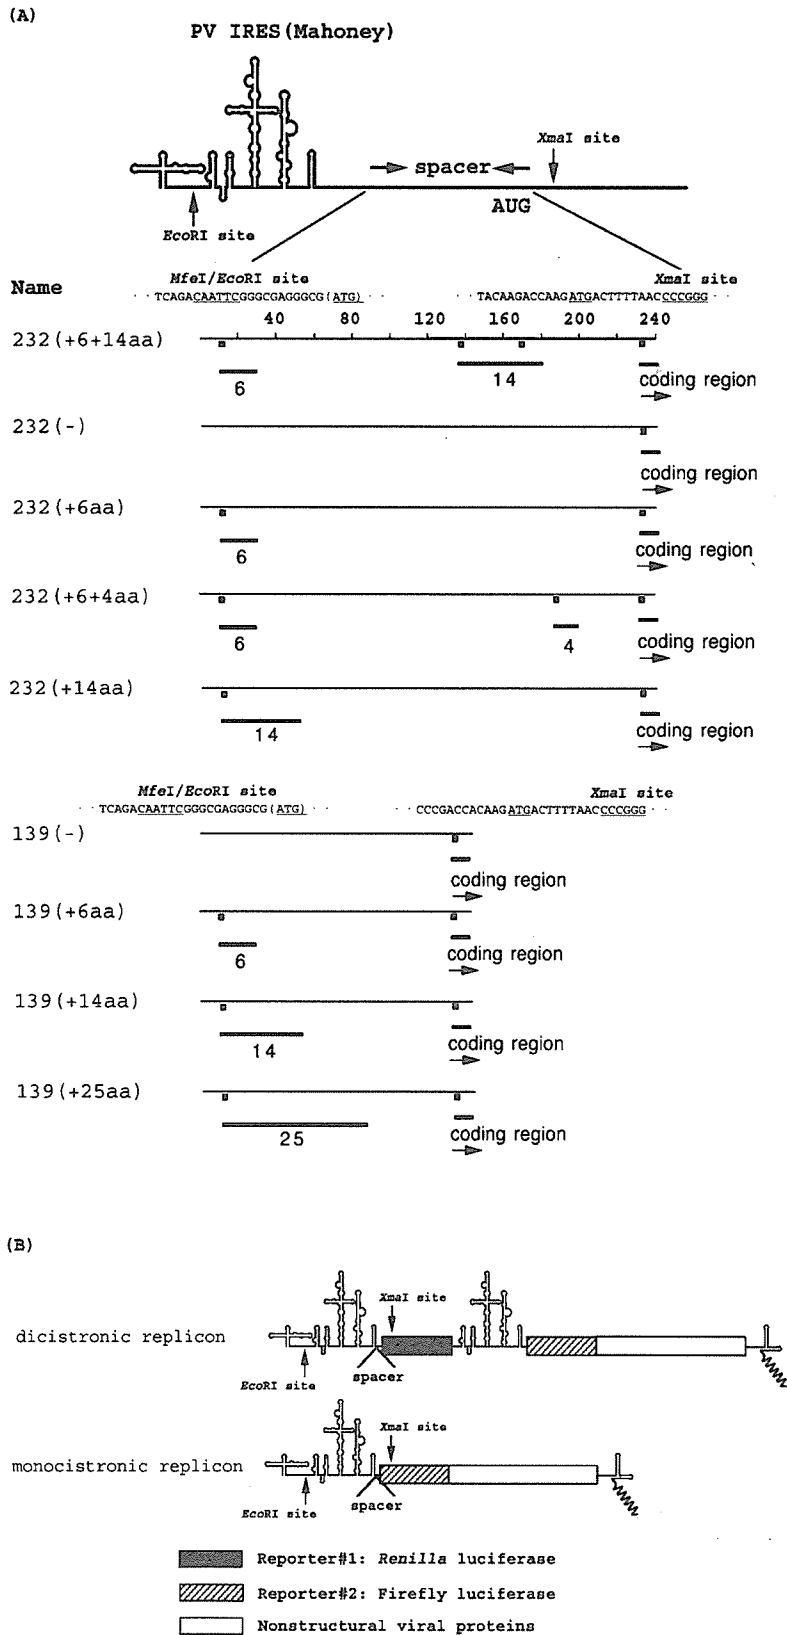 (A)
PV IRES(Mahoney)
XmaI site
spacer
AUG
EcoRI site
Name
MfeI/EcoRI site
XmaI site
··TCAGACAATTCGGGCGAGGGCG(ATG)··
··TACAAGACCAAGATGACTTTTAACCCCGGG··
40 80 120 160 200 240
232(+6+14aa)
6
14
coding region
232(-)
coding region
232(+6aa)
6
coding region
232(+6+4aa)
6
4
coding region
232(+14aa)
14
coding region
MfeI/EcoRI site
XmaI site
··TCAGACAATTCGGGCGAGGGCG(ATG)··
··CCCGACCACAAGATGACTTTTAACCCCGGG··
139(-)
coding region
139(+6aa)
6
coding region
139(+14aa)
14
coding region
139(+25aa)
25
coding region
(B)
XmaI site
dicistronic replicon
EcoRI site
spacer
XmaI site
monocistronic replicon
EcoRI site
spacer
Reporter#1: Renilla luciferase
Reporter#2: Firefly luciferase
Nonstructural viral proteins